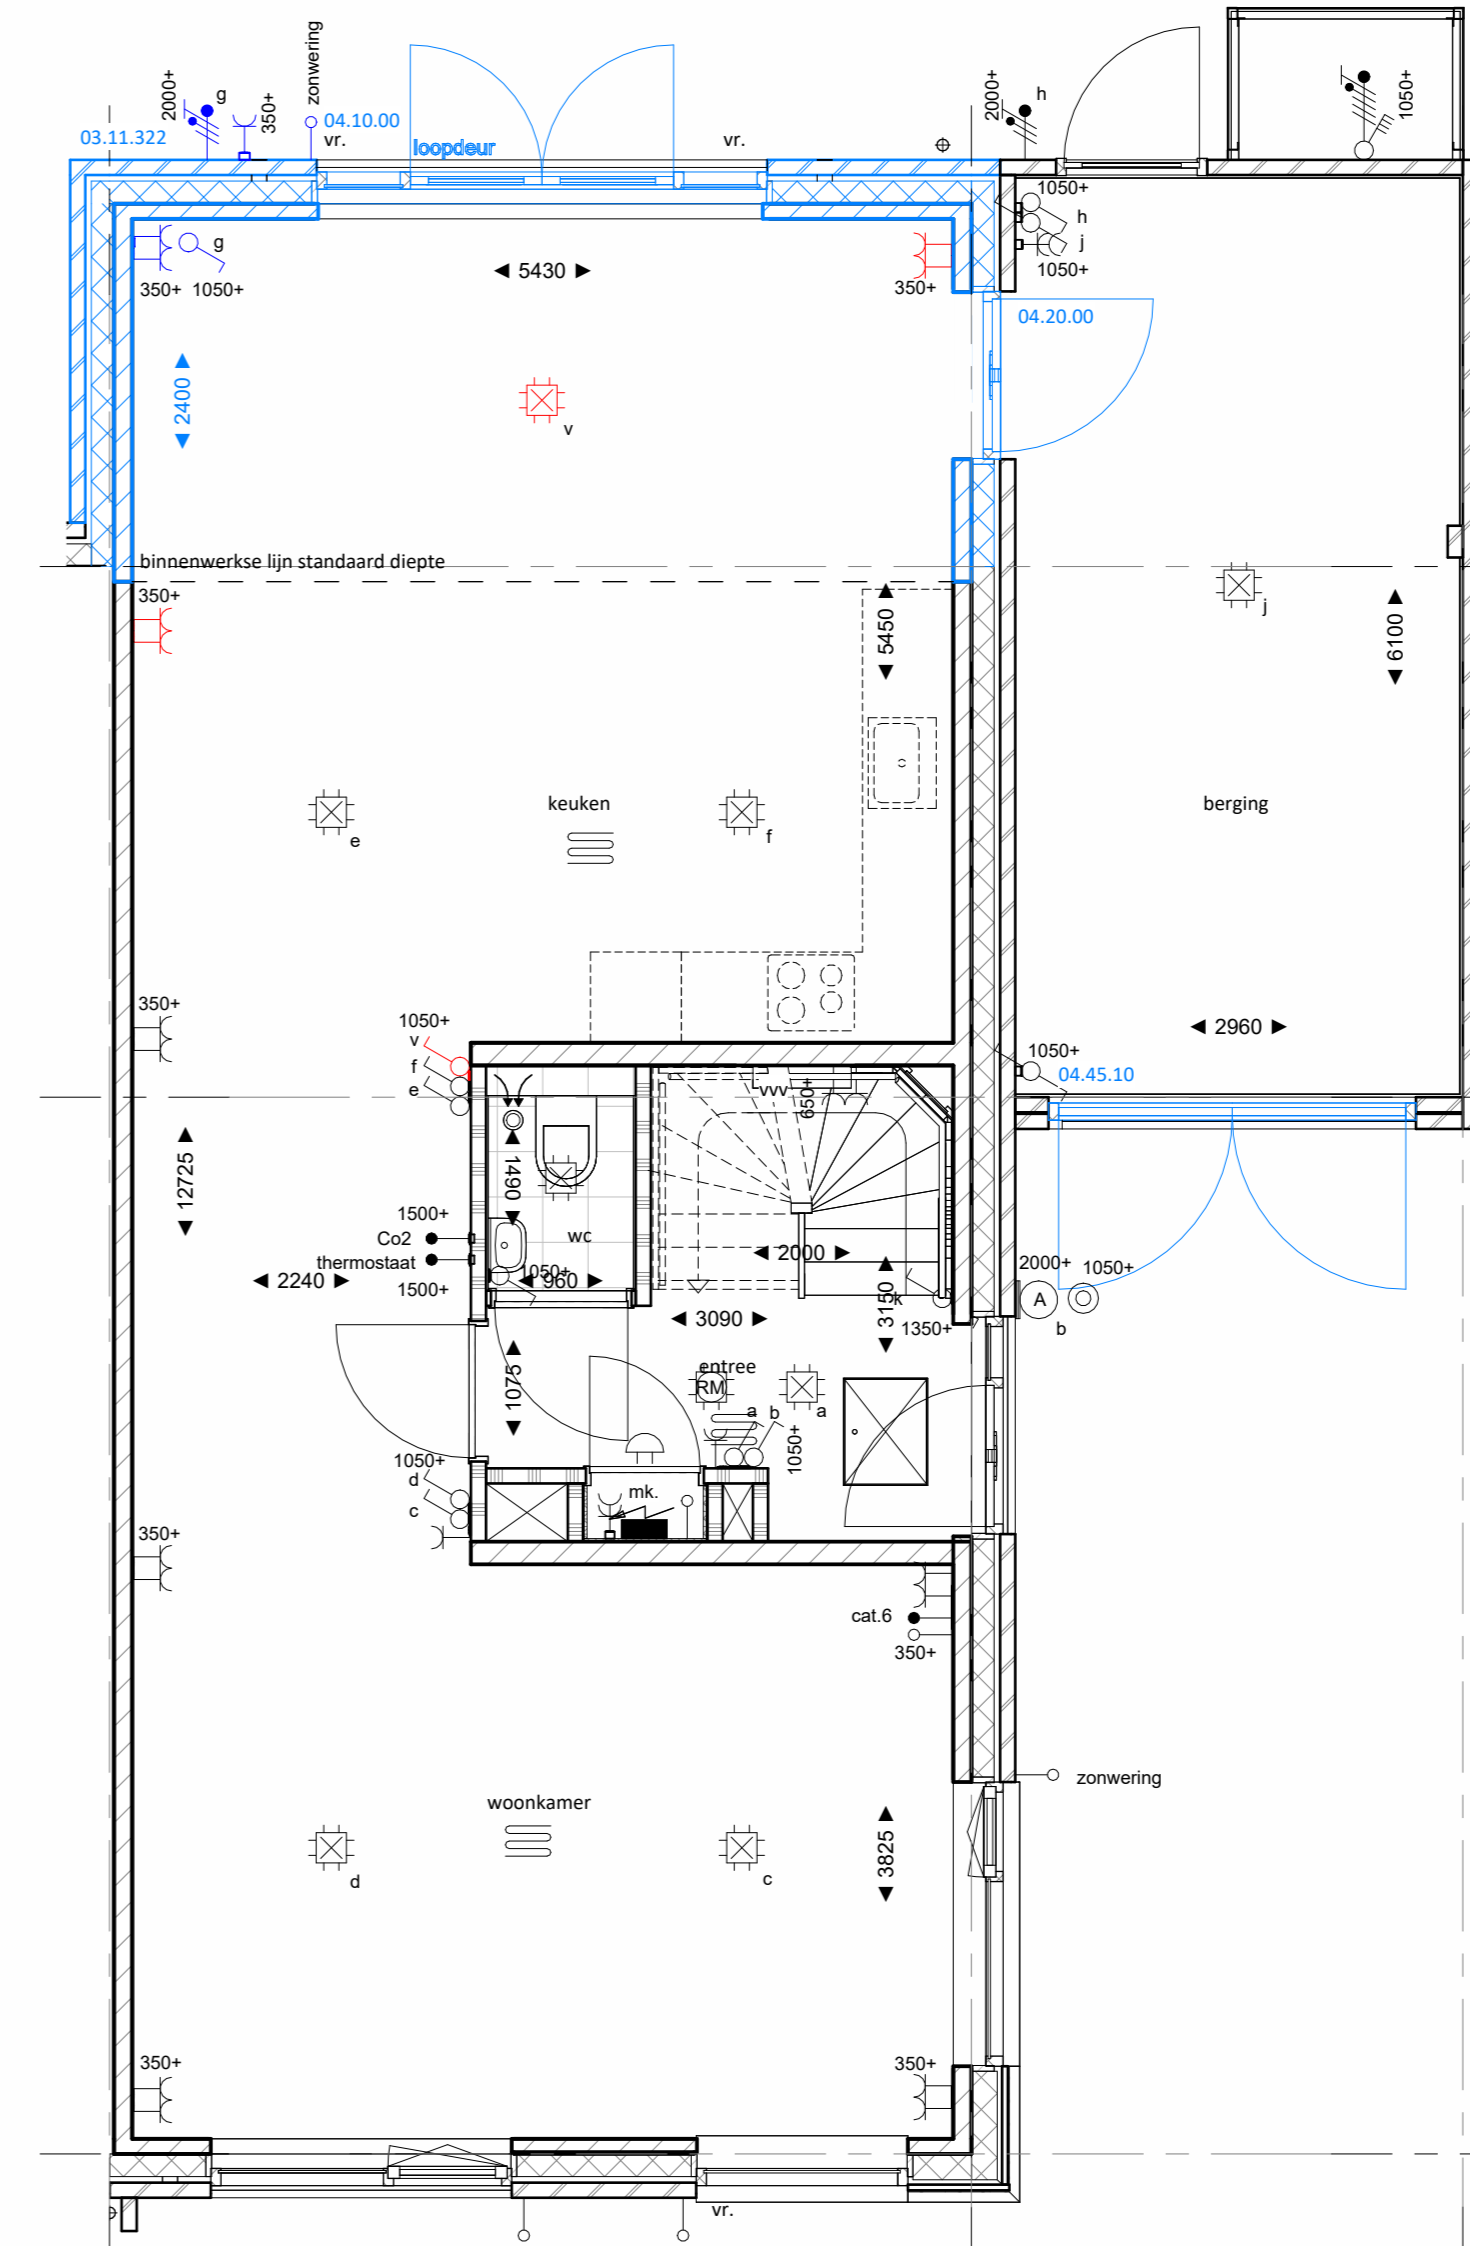 zonwering
2000+
g
350+
04.10.00
vr.
03.11.322
loopdeur
vr.
2000+
h
1050+
1050+
h
j
1050+
g
350+
1050+
5430
350+
04.20.00
2400
v
binnenwerkse lijn standaard diepte
350+
5450
j
6100
e
keuken
f
berging
350+
1050+
v
f
e
2960
1050+
04.45.10
vvv
650+
12725
1490
1500+
Co2
thermostaat
1500+
wc
1050+
960
2240
2000
3150
k
1350+
3090
2000+
1050+
A
b
1075
entree
RM
a
b
a
1050+
1050+
d
c
mk.
350+
cat.6
350+
zonwering
woonkamer
d
c
3825
350+
350+
vr.